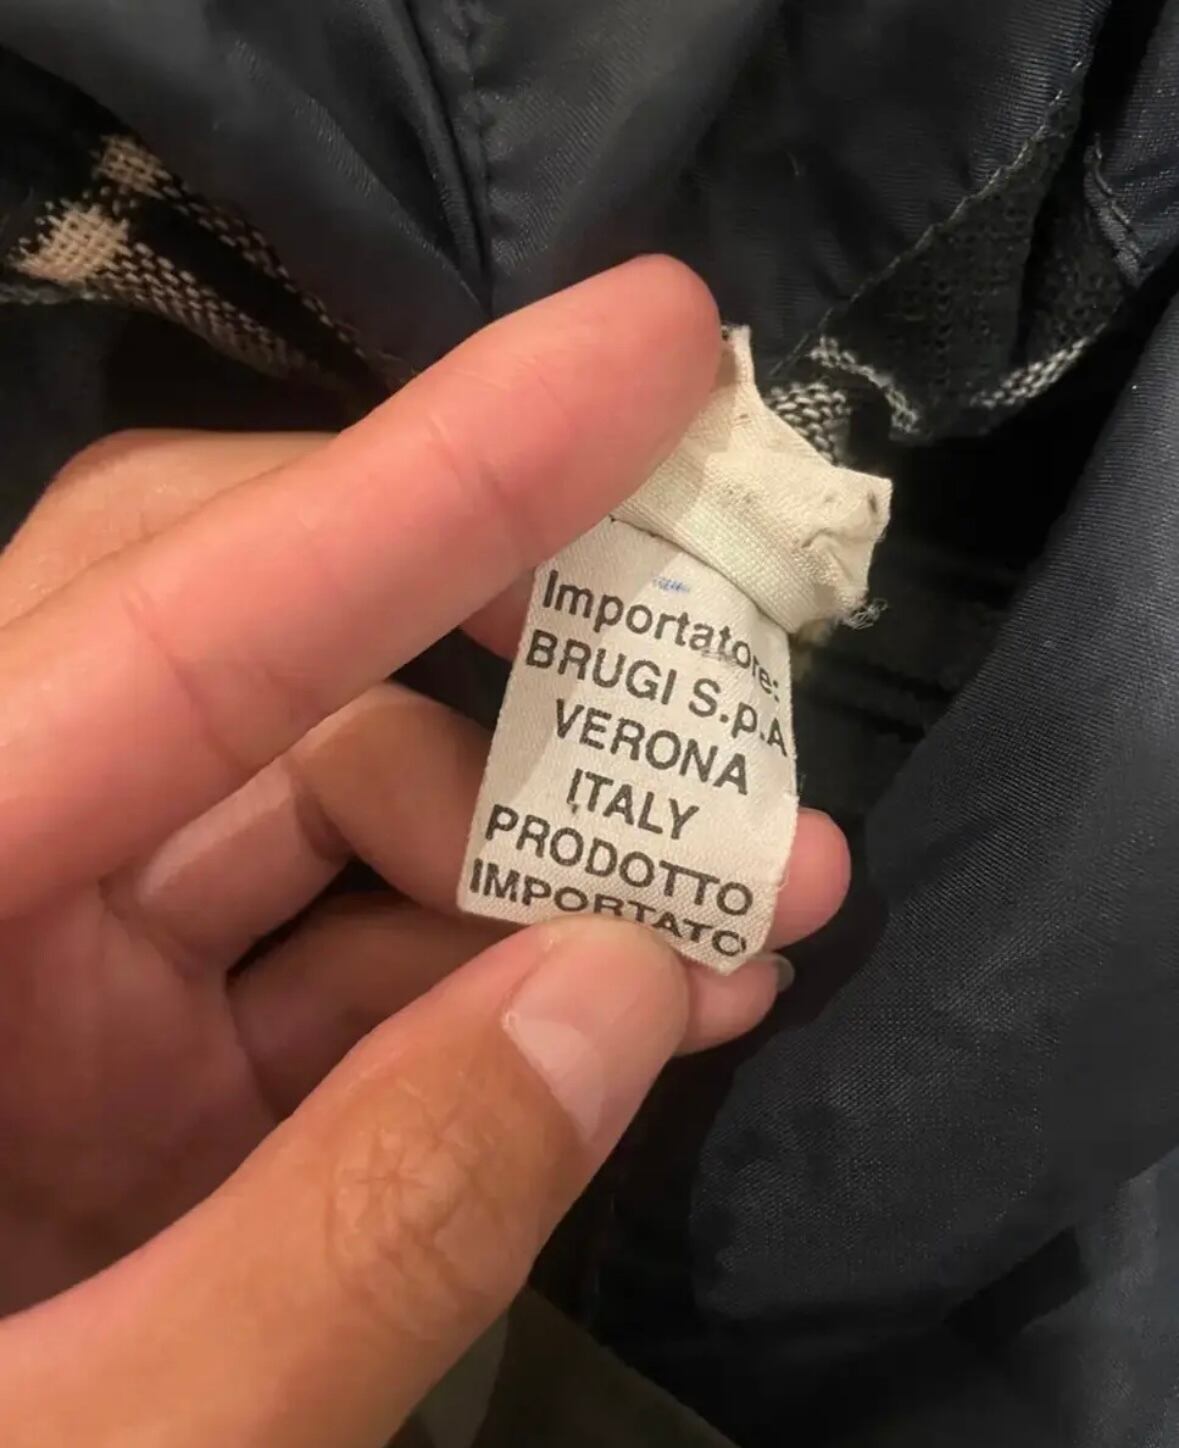 Importatore:
BRUGI S.p.A
VERONA
ITALY
PRODOTTO
IMPORTATO